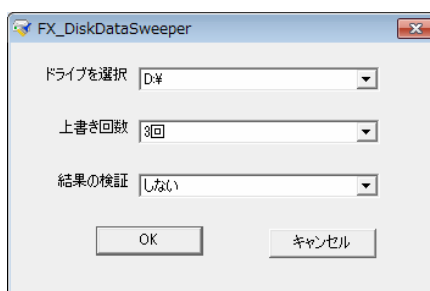 FX_DiskDataSweeper
ドライブを選択 D:¥
上書き回数 3回
結果の検証 しない
OK キャンセル